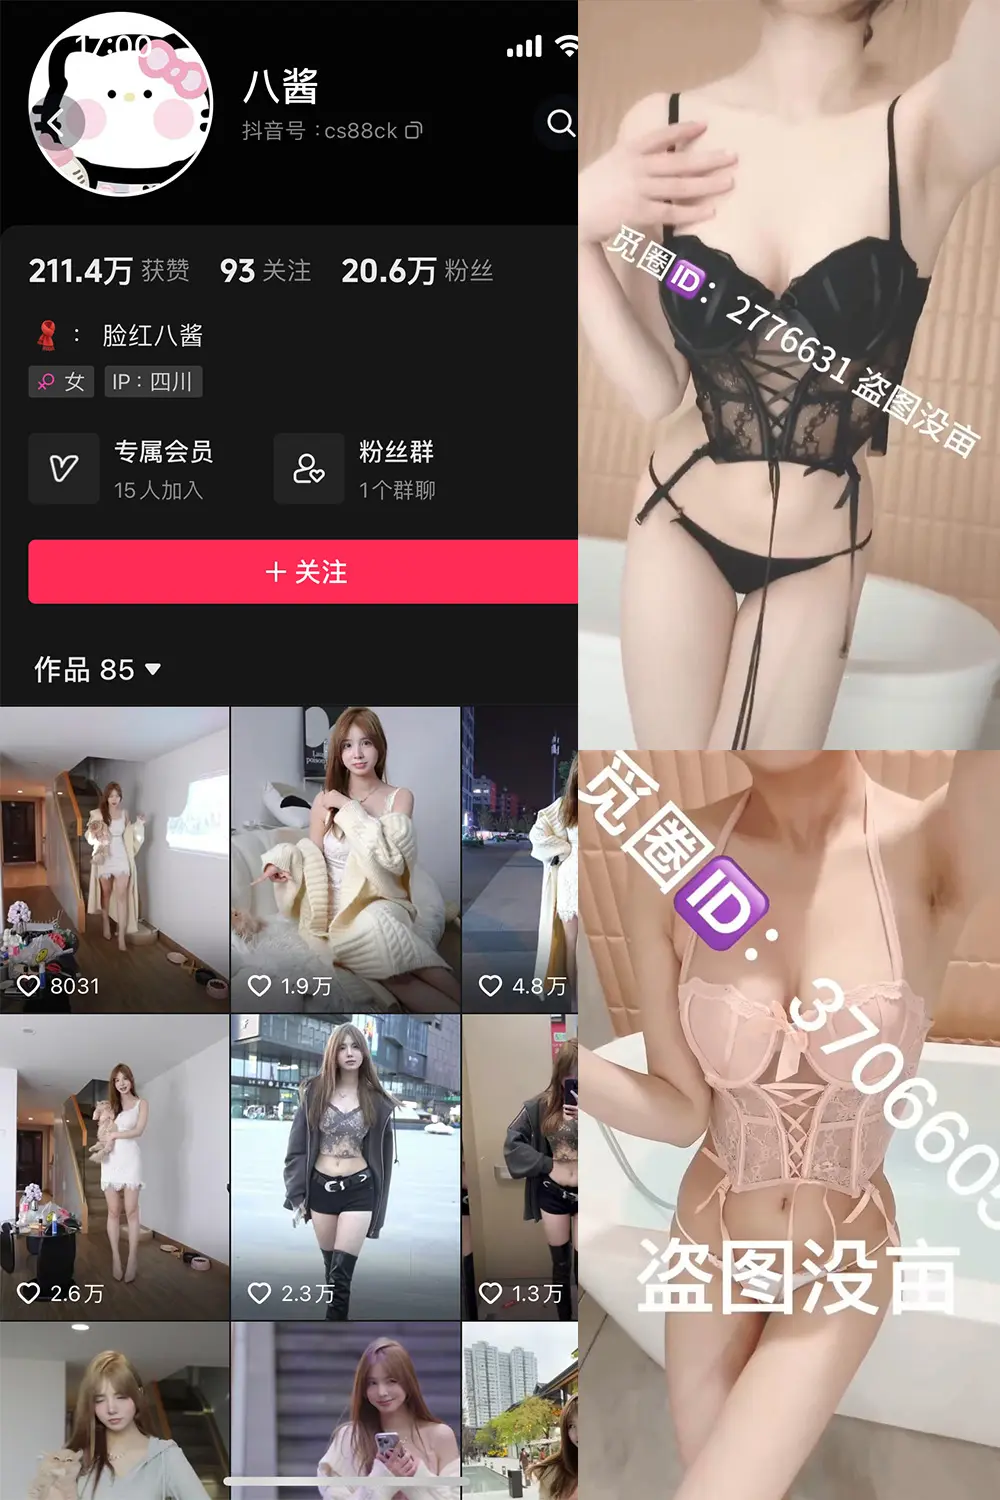 17:00
八酱
抖音号：cs88ck
211.4万 获赞 93 关注 20.6万 粉丝
： 脸红八酱
女 IP：四川
专属会员
15人加入
粉丝群
1个群聊
+ 关注
作品 85
8031
1.9万
4.8万
2.6万
2.3万
1.3万
觅圈ID：2776631 盗图没亩
觅圈ID：
3706603
盗图没亩